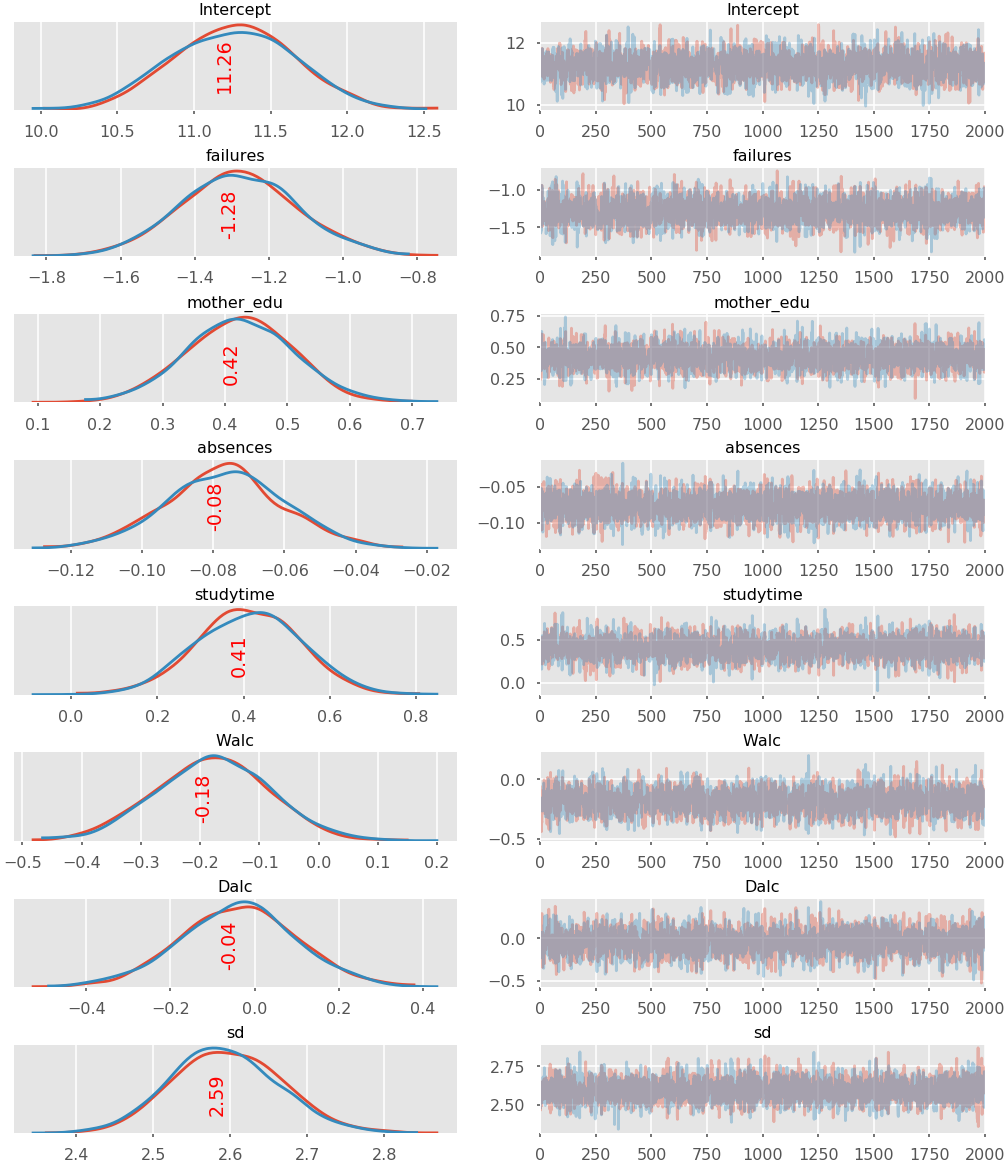 Intercept Intercept
11.26
12
10
10.0 10.5 11.0 11.5 12.0 12.5 0 250 500 750 1000 1250 1500 1750 2000
failures failures
-1.28
−1.0
−1.5
−1.8 −1.6 −1.4 −1.2 −1.0 −0.8 0 250 500 750 1000 1250 1500 1750 2000
mother_edu mother_edu
0.42
0.75
0.50
0.25
0.1 0.2 0.3 0.4 0.5 0.6 0.7 0 250 500 750 1000 1250 1500 1750 2000
absences absences
-0.08
−0.05
−0.10
−0.12 −0.10 −0.08 −0.06 −0.04 −0.02 0 250 500 750 1000 1250 1500 1750 2000
studytime studytime
0.41
0.5
0.0
0.0 0.2 0.4 0.6 0.8 0 250 500 750 1000 1250 1500 1750 2000
Walc Walc
-0.18
0.0
−0.5
−0.5 −0.4 −0.3 −0.2 −0.1 0.0 0.1 0.2 0 250 500 750 1000 1250 1500 1750 2000
Dalc Dalc
-0.04
0.0
−0.5
−0.4 −0.2 0.0 0.2 0.4 0 250 500 750 1000 1250 1500 1750 2000
sd sd
2.59
2.75
2.50
2.4 2.5 2.6 2.7 2.8 0 250 500 750 1000 1250 1500 1750 2000